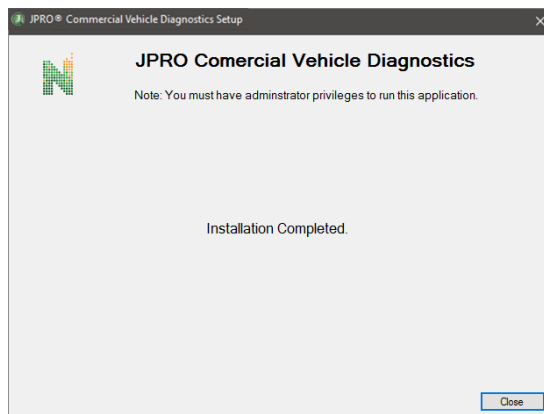 JPRO® Commercial Vehicle Diagnostics Setup
JPRO Comercial Vehicle Diagnostics
Note: You must have adminstrator privileges to run this application.
Installation Completed.
Close